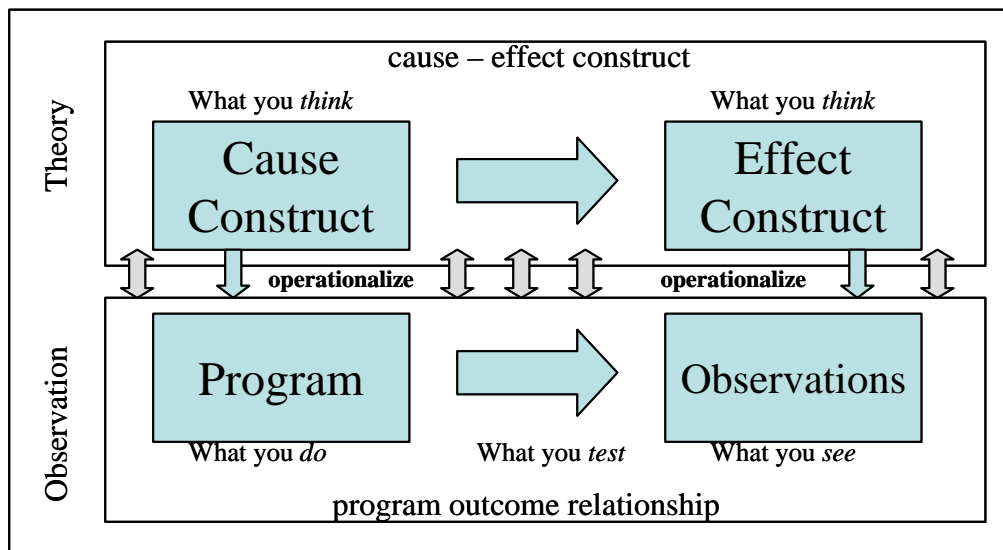 cause – effect construct
Theory
What you think
What you think
Cause
Construct
Effect
Construct
operationalize
operationalize
Observation
Program
Observations
What you do
What you test
What you see
program outcome relationship